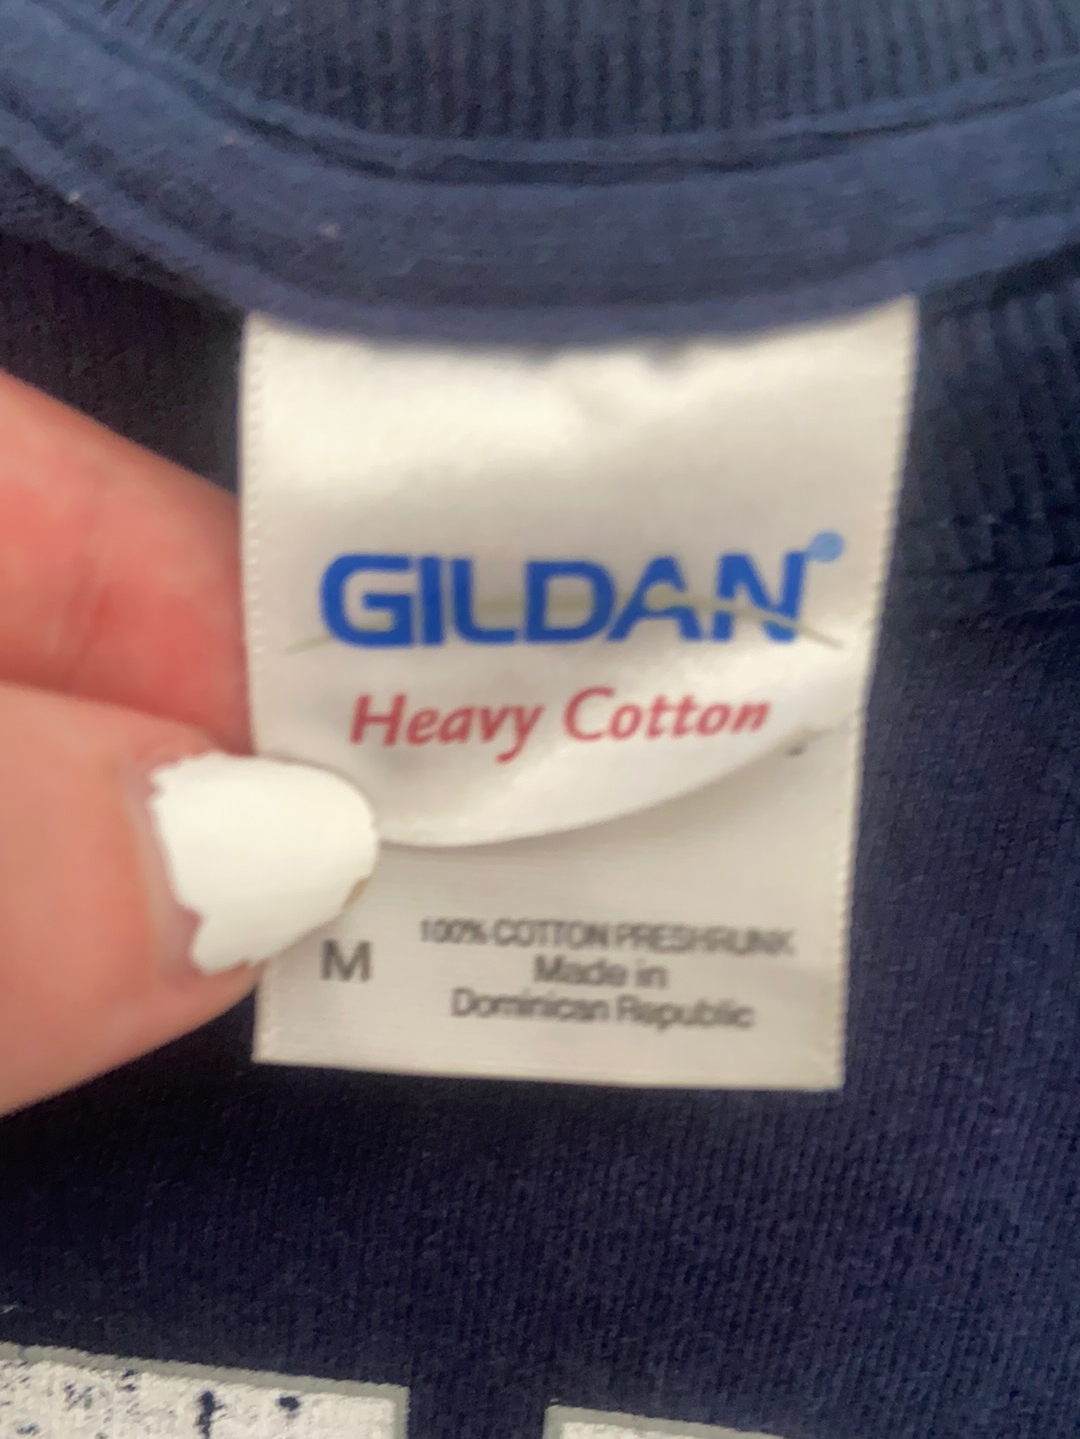 GILDAN®
Heavy Cotton
M
100% COTTON PRESHRUNK
Made in
Dominican Republic